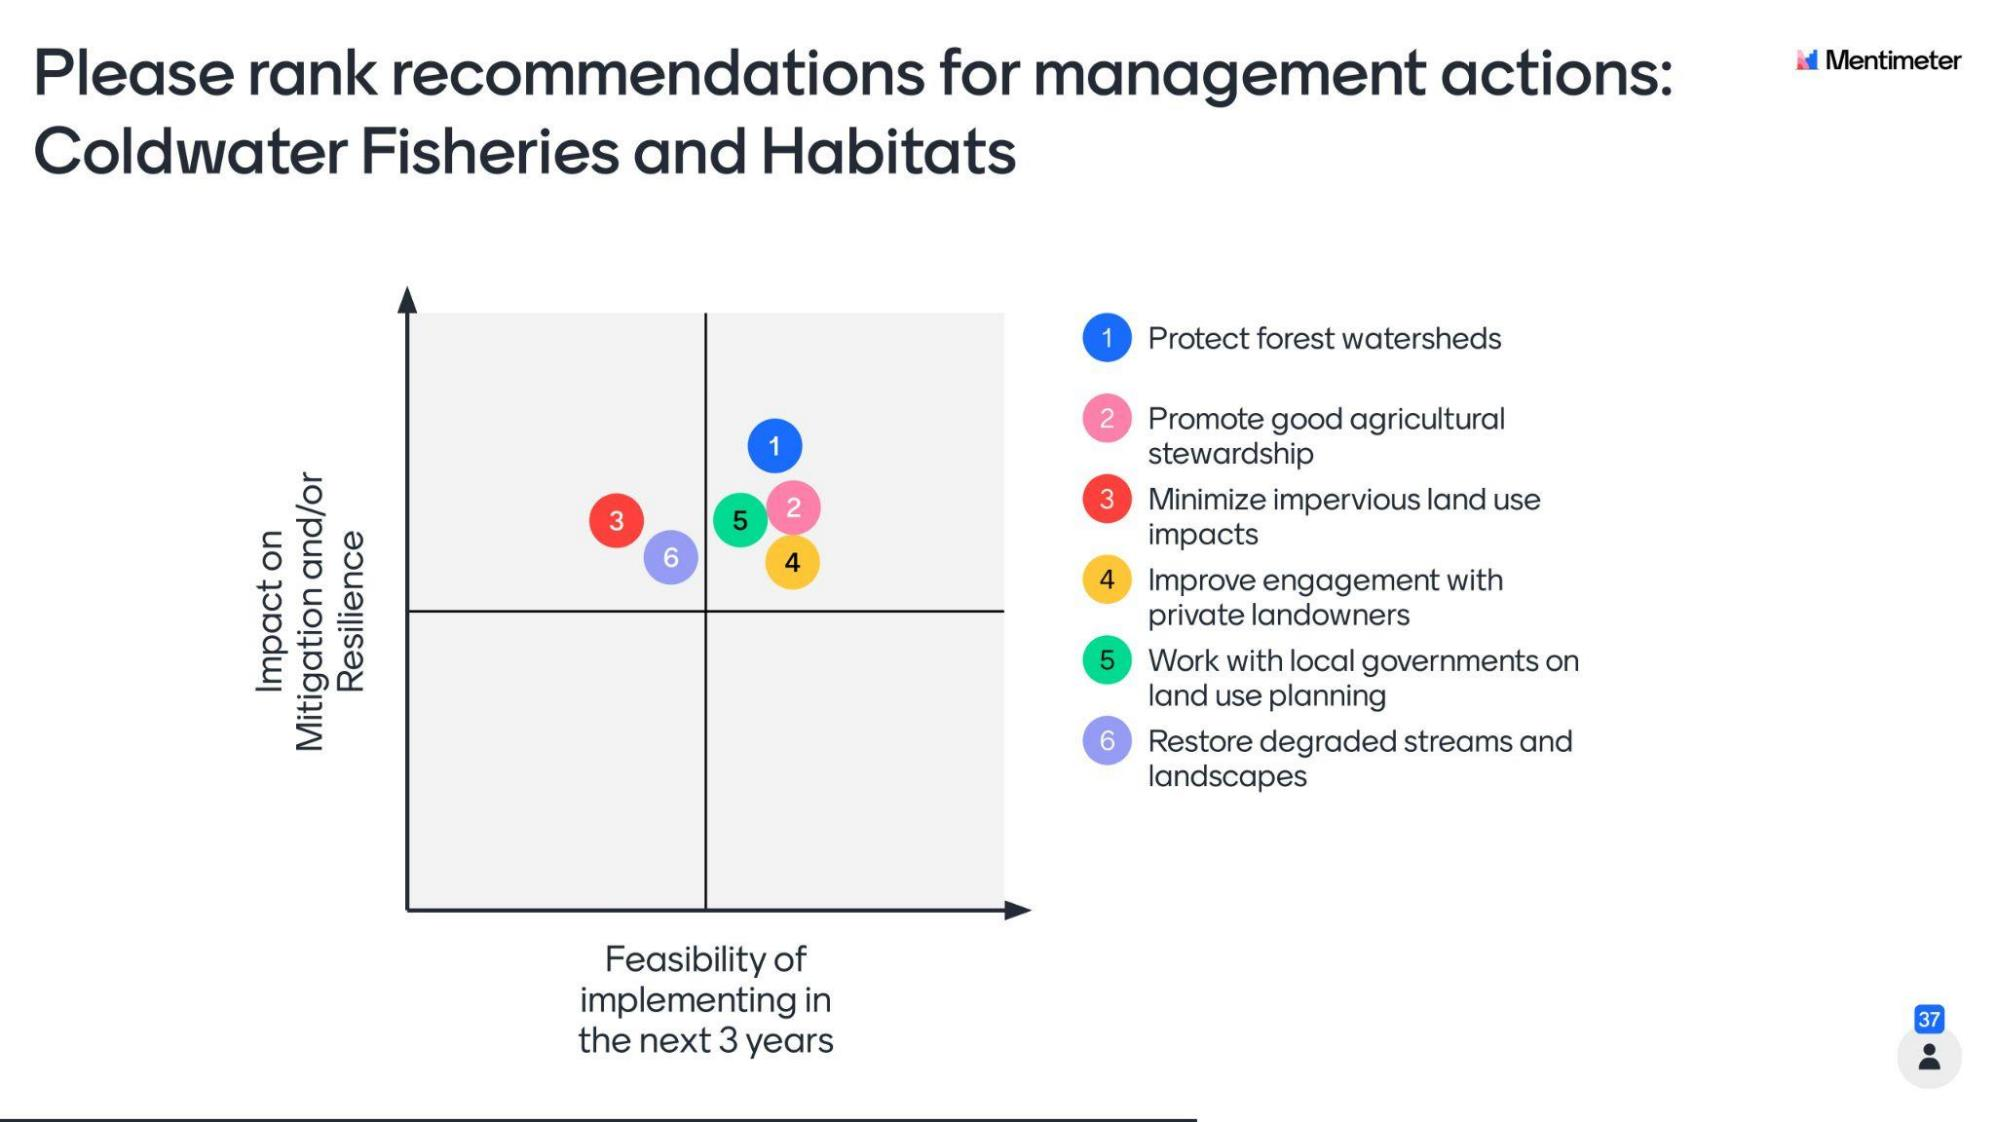 Please rank recommendations for management actions:
Coldwater Fisheries and Habitats
Mentimeter
Impact on
Mitigation and/or
Resilience
1
2
3
4
5
6
Feasibility of
implementing in
the next 3 years
1 Protect forest watersheds
2 Promote good agricultural
stewardship
3 Minimize impervious land use
impacts
4 Improve engagement with
private landowners
5 Work with local governments on
land use planning
6 Restore degraded streams and
landscapes
37